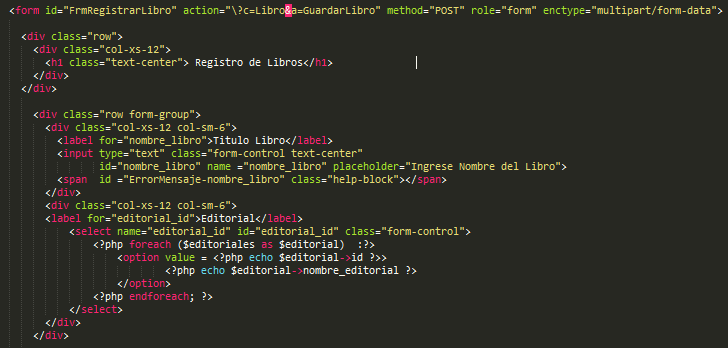 <form id="FrmRegistrarLibro" action="\?c=Libro&a=GuardarLibro" method="POST" role="form" enctype="multipart/form-data">
<div class="row">
<div class="col-xs-12">
<h1 class="text-center"> Registro de Libros</h1>
</div>
</div>
<div class="row form-group">
<div class="col-xs-12 col-sm-6">
<label for="nombre_libro">Titulo Libro</label>
<input type="text" class="form-control text-center"
id="nombre_libro" name ="nombre_libro" placeholder="Ingrese Nombre del Libro">
<span  id ="ErrorMensaje-nombre_libro" class="help-block"></span>
</div>
<div class="col-xs-12 col-sm-6">
<label for="editorial_id">Editorial</label>
<select name="editorial_id" id="editorial_id" class="form-control">
<?php foreach ($editoriales as $editorial)  :?>
<option value = <?php echo $editorial->id ?>>
<?php echo $editorial->nombre_editorial ?>
</option>
<?php endforeach; ?>
</select>
</div>
</div>